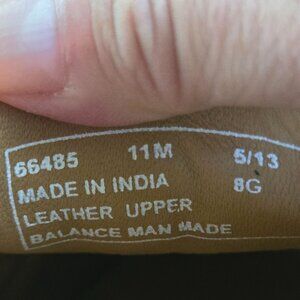 66485 11M 5/13
MADE IN INDIA 8G
LEATHER UPPER
BALANCE MAN MADE